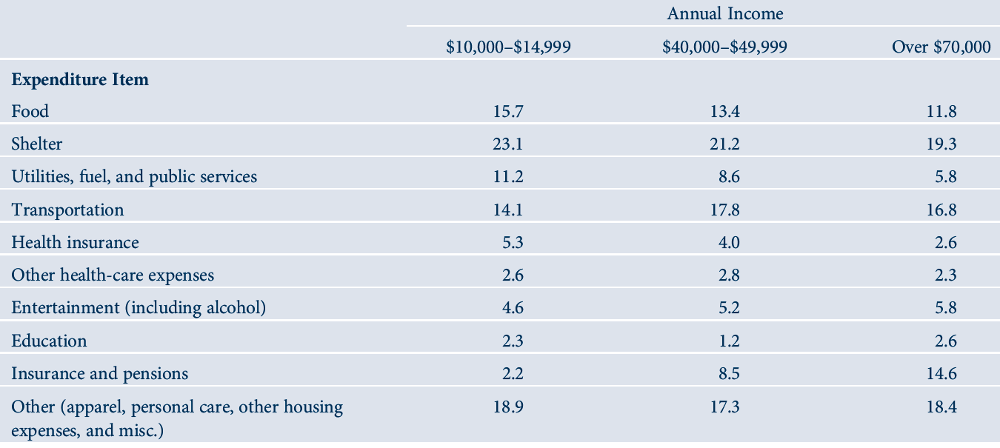 Annual Income
$10,000–$14,999 $40,000–$49,999 Over $70,000
Expenditure Item
Food 15.7 13.4 11.8
Shelter 23.1 21.2 19.3
Utilities, fuel, and public services 11.2 8.6 5.8
Transportation 14.1 17.8 16.8
Health insurance 5.3 4.0 2.6
Other health-care expenses 2.6 2.8 2.3
Entertainment (including alcohol) 4.6 5.2 5.8
Education 2.3 1.2 2.6
Insurance and pensions 2.2 8.5 14.6
Other (apparel, personal care, other housing 18.9 17.3 18.4
expenses, and misc.)